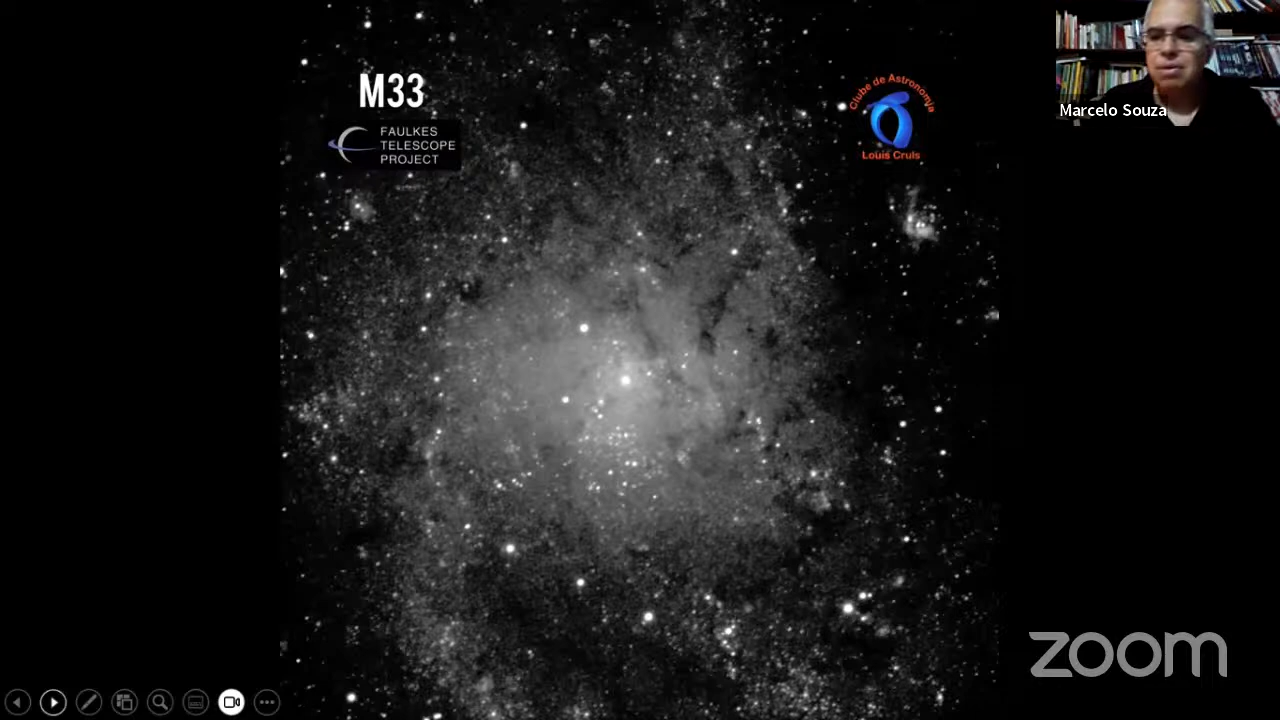 M33
FAULKES
TELESCOPE
PROJECT
Clube de Astronomia
Louis Cruls
Marcelo Souza
zoom